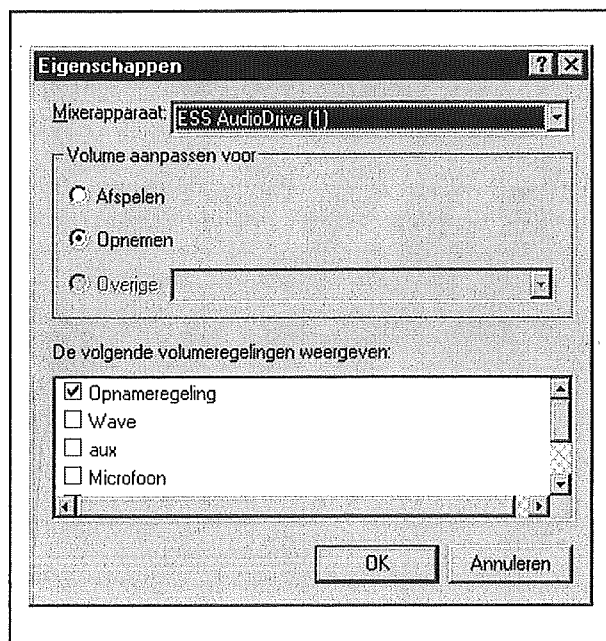 Eigenschappen
Mixerapparaat: ESS AudioDrive (1)
Volume aanpassen voor
Afspelen
Opnemen
Overige
De volgende volumeregelingen weergeven:
Opnameregeling
Wave
aux
Microfoon
OK Annuleren